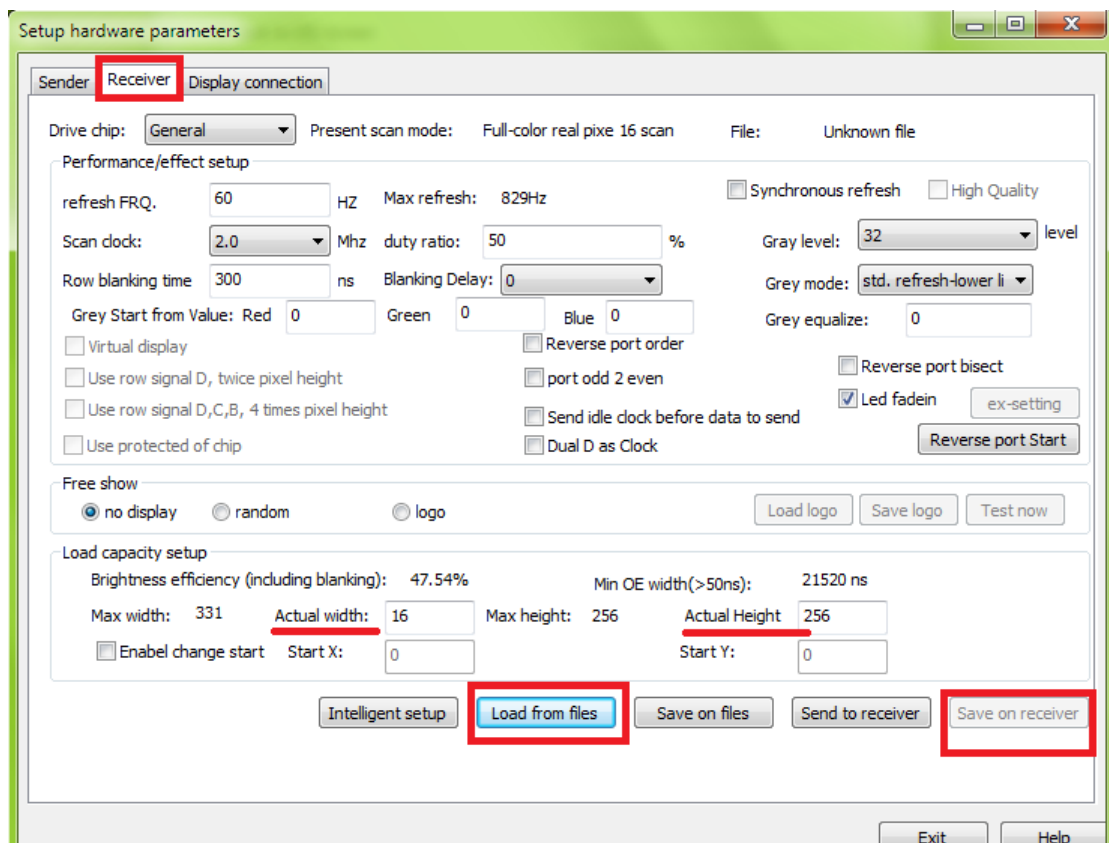 Setup hardware parameters
Sender Receiver Display connection
Drive chip: General Present scan mode: Full-color real pixe 16 scan File: Unknown file
Performance/effect setup
refresh FRQ. 60 HZ Max refresh: 829Hz Synchronous refresh High Quality
Scan clock: 2.0 Mhz duty ratio: 50 % Gray level: 32 level
Row blanking time 300 ns Blanking Delay: 0 Grey mode: std. refresh-lower li
Grey Start from Value: Red 0 Green 0 Blue 0 Grey equalize: 0
Virtual display Reverse port order
Use row signal D, twice pixel height port odd 2 even Reverse port bisect
Use row signal D,C,B, 4 times pixel height Send idle clock before data to send Led fadein ex-setting
Use protected of chip Dual D as Clock Reverse port Start
Free show
no display random logo Load logo Save logo Test now
Load capacity setup
Brightness efficiency (including blanking): 47.54% Min OE width(>50ns): 21520 ns
Max width: 331 Actual width: 16 Max height: 256 Actual Height 256
Enabel change start Start X: 0 Start Y: 0
Intelligent setup Load from files Save on files Send to receiver Save on receiver
Exit Help